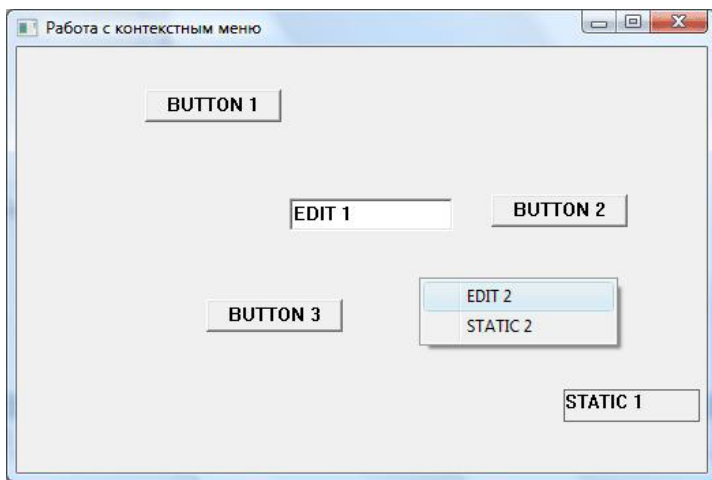 Работа с контекстным меню
BUTTON 1
EDIT 1
BUTTON 2
BUTTON 3
EDIT 2
STATIC 2
STATIC 1